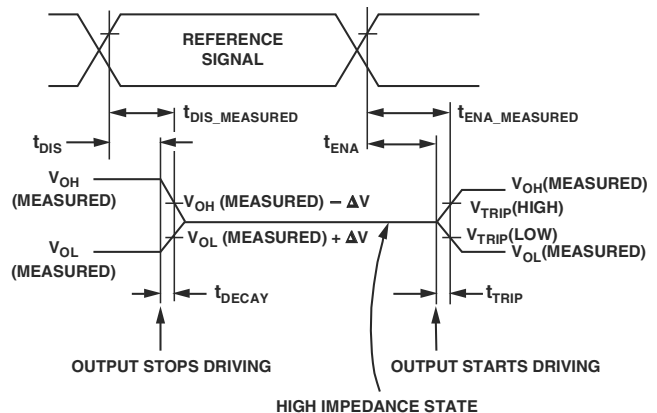 REFERENCE
SIGNAL
tDIS_MEASURED
tENA_MEASURED
tDIS
tENA
VOH
(MEASURED)
VOH (MEASURED) – ΔV
VOH(MEASURED)
VTRIP(HIGH)
VOL
(MEASURED)
VOL (MEASURED) + ΔV
VTRIP(LOW)
VOL(MEASURED)
tDECAY
tTRIP
OUTPUT STOPS DRIVING
OUTPUT STARTS DRIVING
HIGH IMPEDANCE STATE